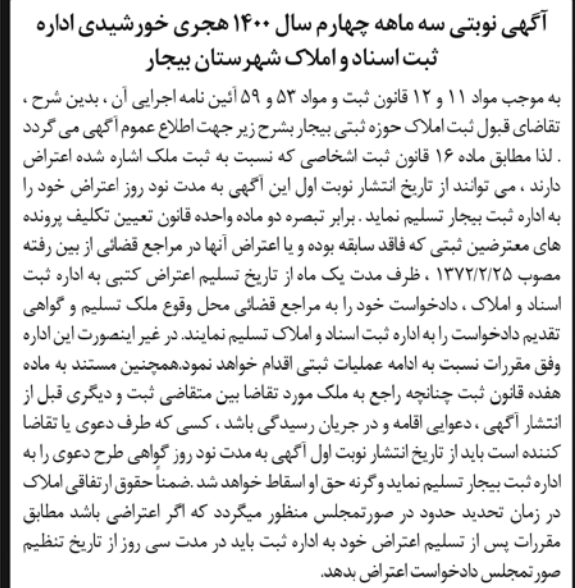 آگهی نوبتی سه ماهه چهارم سال ۱۴۰۰ هجری خورشیدی اداره
ثبت اسناد و املاک شهرستان بیجار
به موجب مواد ۱۱ و ۱۲ قانون ثبت و مواد ۵۳ و ۵۹ آئین نامه اجرایی آن ، بدین شرح ،
تقاضای قبول ثبت املاک حوزه ثبتی بیجار بشرح زیر جهت اطلاع عموم آگهی می گردد
. لذا مطابق ماده ۱۶ قانون ثبت اشخاصی که نسبت به ثبت ملک اشاره شده اعتراض
دارند ، می توانند از تاریخ انتشار نوبت اول این آگهی به مدت نود روز اعتراض خود را
به اداره ثبت بیجار تسلیم نماید . برابر تبصره دو ماده واحده قانون تعیین تکلیف پرونده
های معترضین ثبتی که فاقد سابقه بوده و یا اعتراض آنها در مراجع قضائی از بین رفته
مصوب ۱۳۷۲/۲/۲۵ ، ظرف مدت یک ماه از تاریخ تسلیم اعتراض کتبی به اداره ثبت
اسناد و املاک ، دادخواست خود را به مراجع قضائی محل وقوع ملک تسلیم و گواهی
تقدیم دادخواست را به اداره ثبت اسناد و املاک تسلیم نمایند. در غیر اینصورت این اداره
وفق مقررات نسبت به ادامه عملیات ثبتی اقدام خواهد نمود.همچنین مستند به ماده
هفده قانون ثبت چنانچه راجع به ملک مورد تقاضا بین متقاضی ثبت و دیگری قبل از
انتشار آگهی ، دعوایی اقامه و در جریان رسیدگی باشد ، کسی که طرف دعوی یا تقاضا
کننده است باید از تاریخ انتشار نوبت اول آگهی به مدت نود روز گواهی طرح دعوی را به
اداره ثبت بیجار تسلیم نماید وگرنه حق او اسقاط خواهد شد .ضمناً حقوق ارتفاقی املاک
در زمان تحدید حدود در صورتمجلس منظور میگردد که اگر اعتراضی باشد مطابق
مقررات پس از تسلیم اعتراض خود به اداره ثبت باید در مدت سی روز از تاریخ تنظیم
صورتمجلس دادخواست اعتراض بدهد.